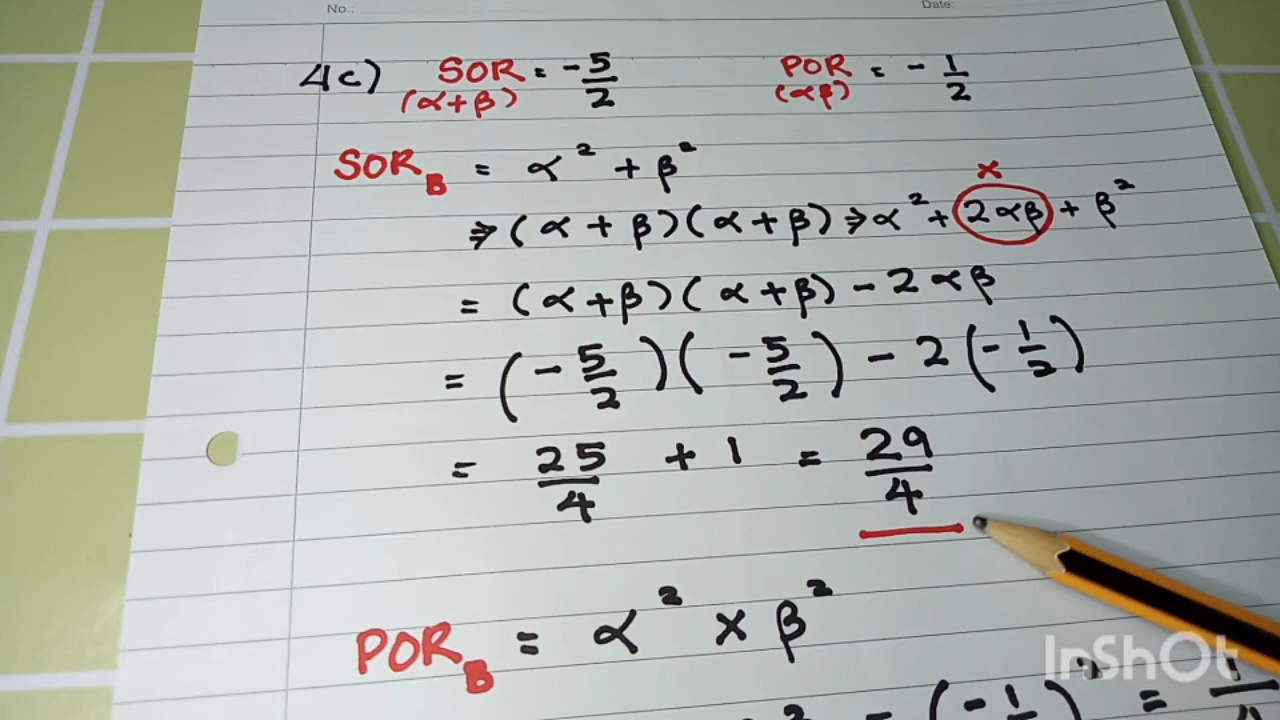 No.: Date:
4c) SOR = -5/2 POR = -1/2
(α+β) (αβ)
SOR_B = α² + β²
×
⇒ (α + β)(α + β) ⇒ α² + 2αβ + β²
= (α+β)(α+β) - 2αβ
= (-5/2)(-5/2) - 2(-1/2)
= 25/4 + 1 = 29/4
POR_B = α² × β²
InShOt